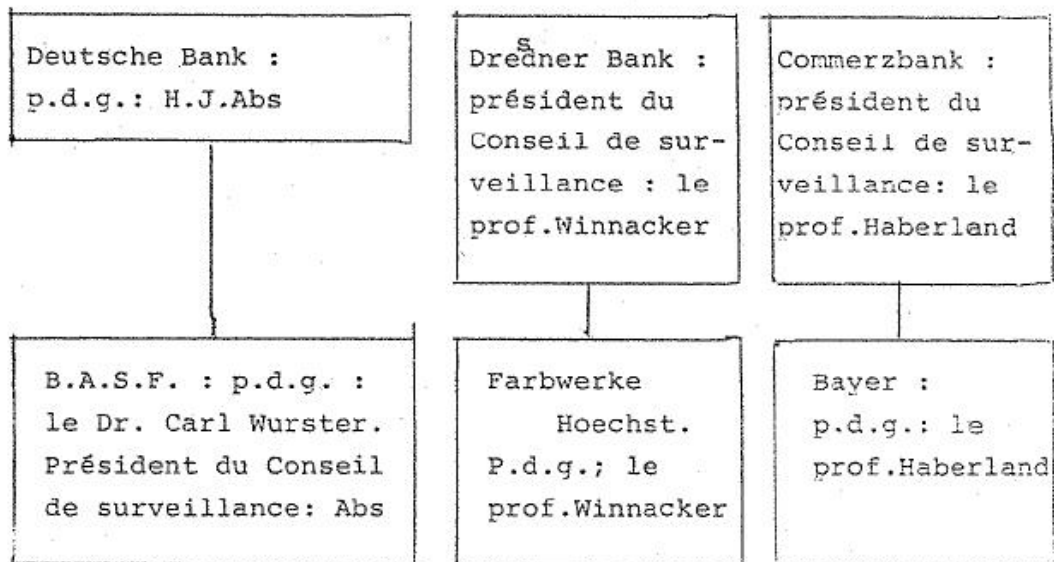 Deutsche Bank :
p.d.g.: H.J.Abs
Dresdner Bank :
président du
Conseil de sur-
veillance : le
prof.Winnacker
Commerzbank :
président du
Conseil de sur-
veillance: le
prof.Haberland
B.A.S.F. : p.d.g. :
le Dr. Carl Wurster.
Président du Conseil
de surveillance: Abs
Farbwerke
Hoechst.
P.d.g.; le
prof.Winnacker
Bayer :
p.d.g.: le
prof.Haberland